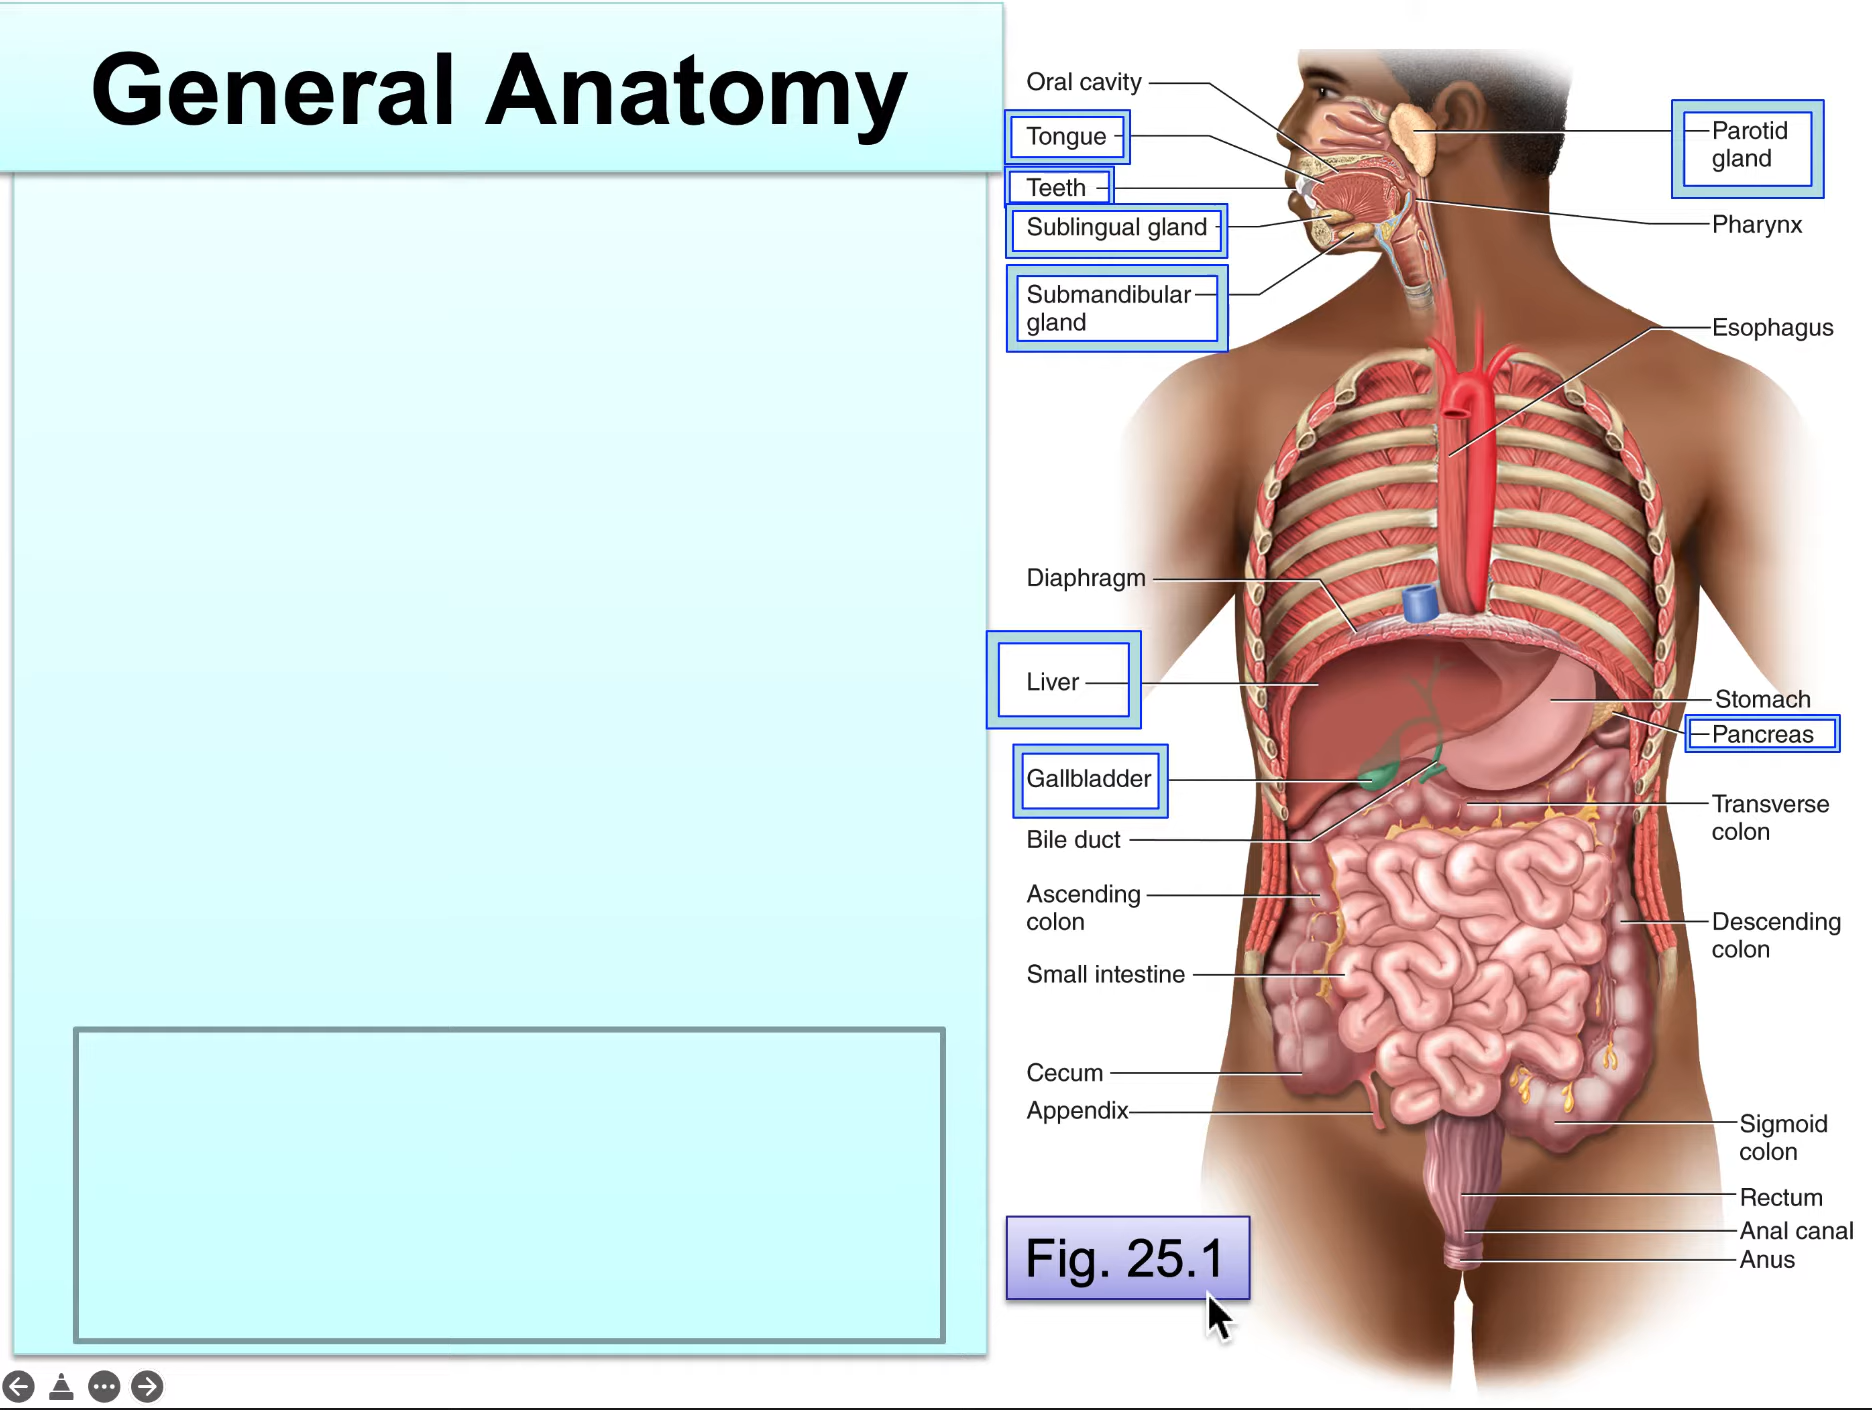 General Anatomy
Oral cavity
Tongue
Teeth
Sublingual gland
Submandibular
gland
Diaphragm
Liver
Gallbladder
Bile duct
Ascending
colon
Small intestine
Cecum
Appendix
Fig. 25.1
Parotid
gland
Pharynx
Esophagus
Stomach
Pancreas
Transverse
colon
Descending
colon
Sigmoid
colon
Rectum
Anal canal
Anus